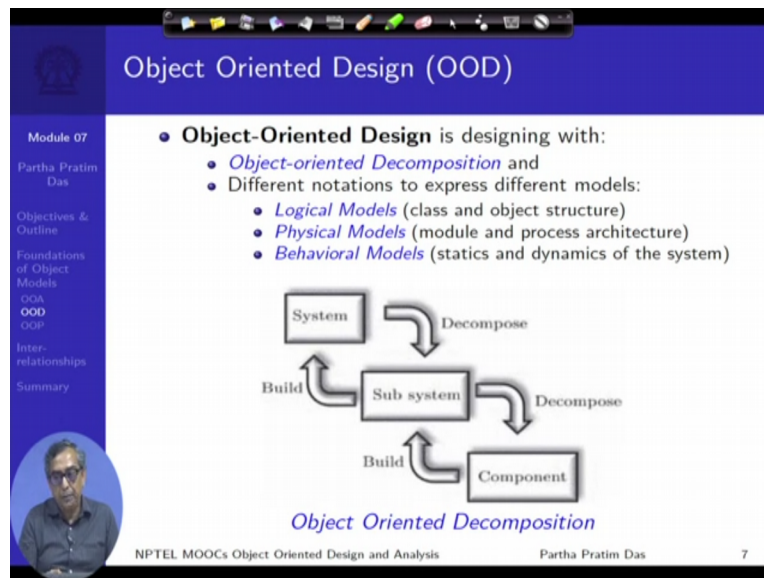 Object Oriented Design (OOD)
Module 07
Partha Pratim
Das
Objectives &
Outline
Foundations
of Object
Models
OOA
OOD
OOP
Inter-
relationships
Summary
• Object-Oriented Design is designing with:
• Object-oriented Decomposition and
• Different notations to express different models:
• Logical Models (class and object structure)
• Physical Models (module and process architecture)
• Behavioral Models (statics and dynamics of the system)
System
Decompose
Build
Sub system
Decompose
Build
Component
Object Oriented Decomposition
NPTEL MOOCs Object Oriented Design and Analysis
Partha Pratim Das
7